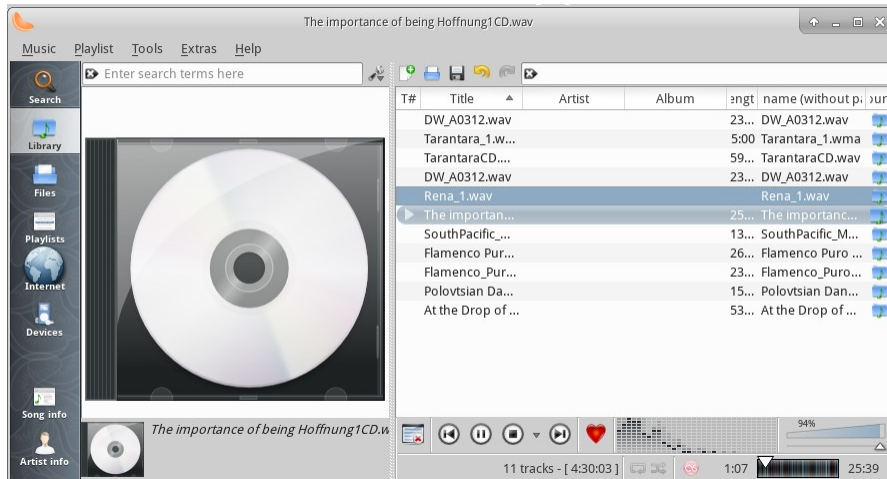 The importance of being Hoffnung1CD.wav
Music Playlist Tools Extras Help
Enter search terms here
Search
Library
Files
Playlists
Internet
Devices
Song info
Artist info
T# Title Artist Album engt name (without pa our
DW_A0312.wav 23... DW_A0312.wav
Tarantara_1.w... 5:00 Tarantara_1.wma
TarantaraCD.... 59... TarantaraCD.wav
DW_A0312.wav 23... DW_A0312.wav
Rena_1.wav Rena_1.wav
The importan... 25... The importanc...
SouthPacific_... 13... SouthPacific_M...
Flamenco Pur... 26... Flamenco Puro ...
Flamenco_Pur... 23... Flamenco_Puro...
Polovtsian Da... 15... Polovtsian Dan...
At the Drop of ... 53... At the Drop of ...
The importance of being Hoffnung1CD.w
94%
11 tracks - [ 4:30:03 ] 1:07 25:39